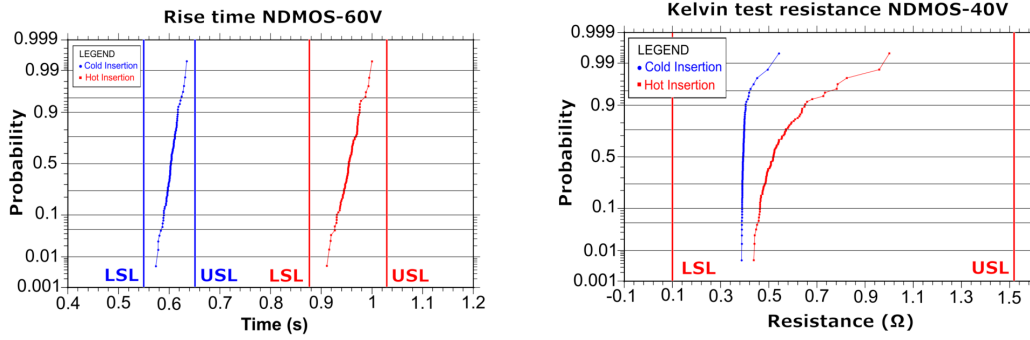 Rise time NDMOS-60V
0.999
LEGEND
Cold Insertion
Hot Insertion
0.99
0.9
0.5
0.1
0.01
0.001
Probability
LSL
USL
LSL
USL
0.4 0.5 0.6 0.7 0.8 0.9 1 1.1 1.2
Time (s)
Kelvin test resistance NDMOS-40V
0.999
LEGEND
Cold Insertion
Hot Insertion
0.99
0.9
0.5
0.1
0.01
0.001
Probability
LSL
USL
-0.1 0.1 0.3 0.5 0.7 0.9 1.1 1.3 1.5
Resistance (Ω)